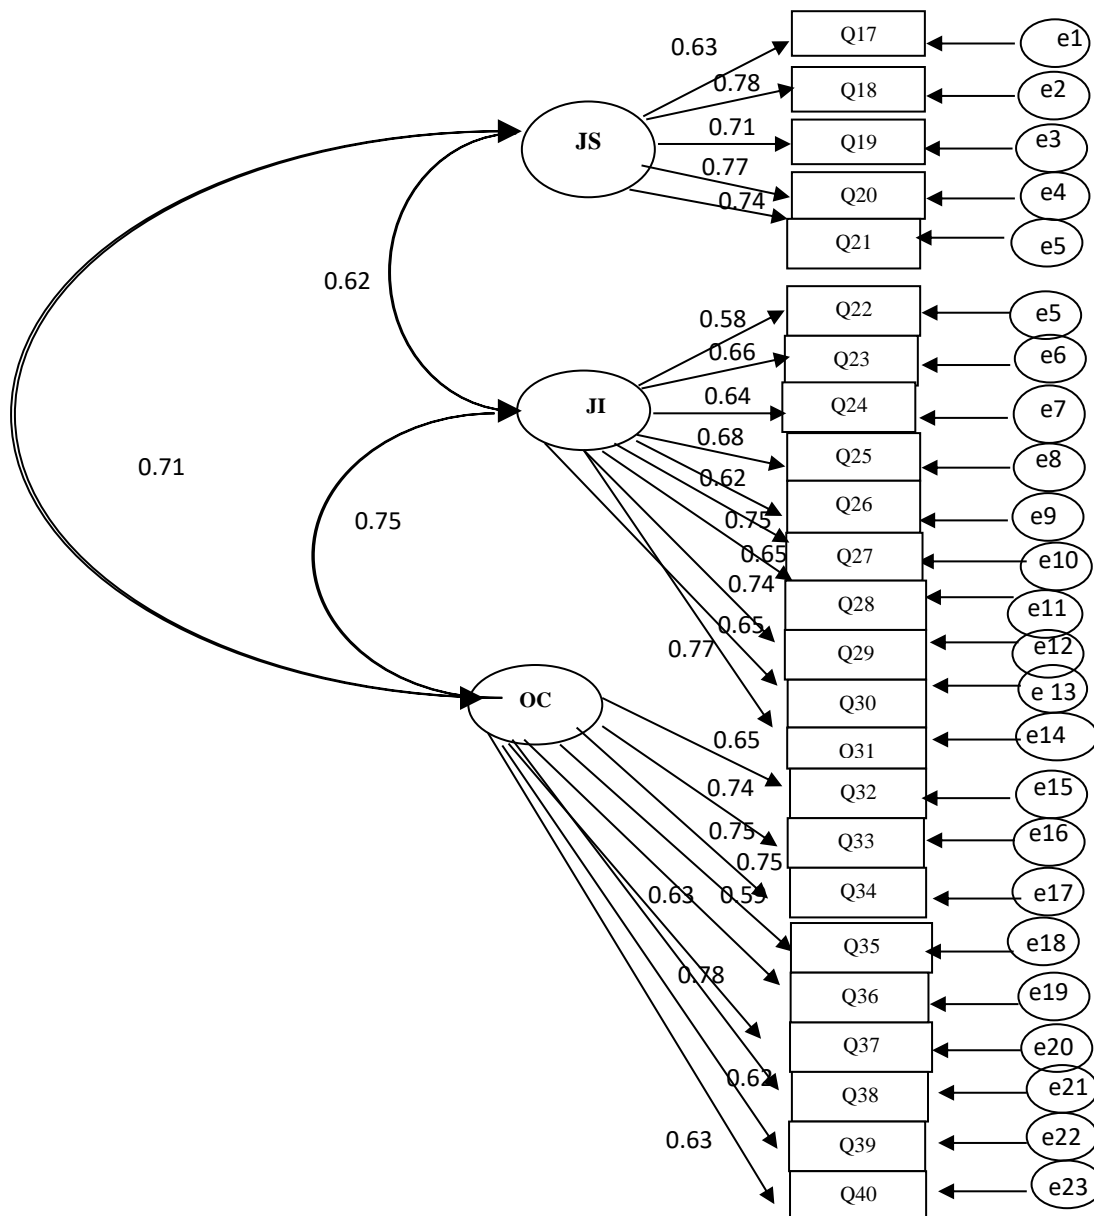 Q17
e1
0.63
0.78
Q18
e2
JS
0.71
Q19
e3
0.77
Q20
e4
0.74
Q21
e5
0.62
0.58
Q22
e5
0.66
Q23
e6
JI
0.64
Q24
e7
0.68
Q25
e8
0.71
0.62
Q26
e9
0.75
0.75
Q27
e10
0.65
0.74
Q28
e11
0.65
Q29
e12
0.77
Q30
e 13
OC
0.65
O31
e14
0.74
Q32
e15
0.75
Q33
e16
0.75
0.63
0.59
Q34
e17
Q35
e18
0.78
Q36
e19
Q37
e20
0.62
Q38
e21
0.63
Q39
e22
Q40
e23